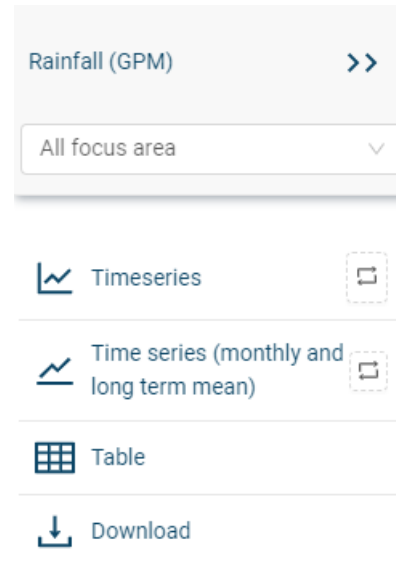 Rainfall (GPM)
All focus area
Timeseries
Time series (monthly and
long term mean)
Table
Download